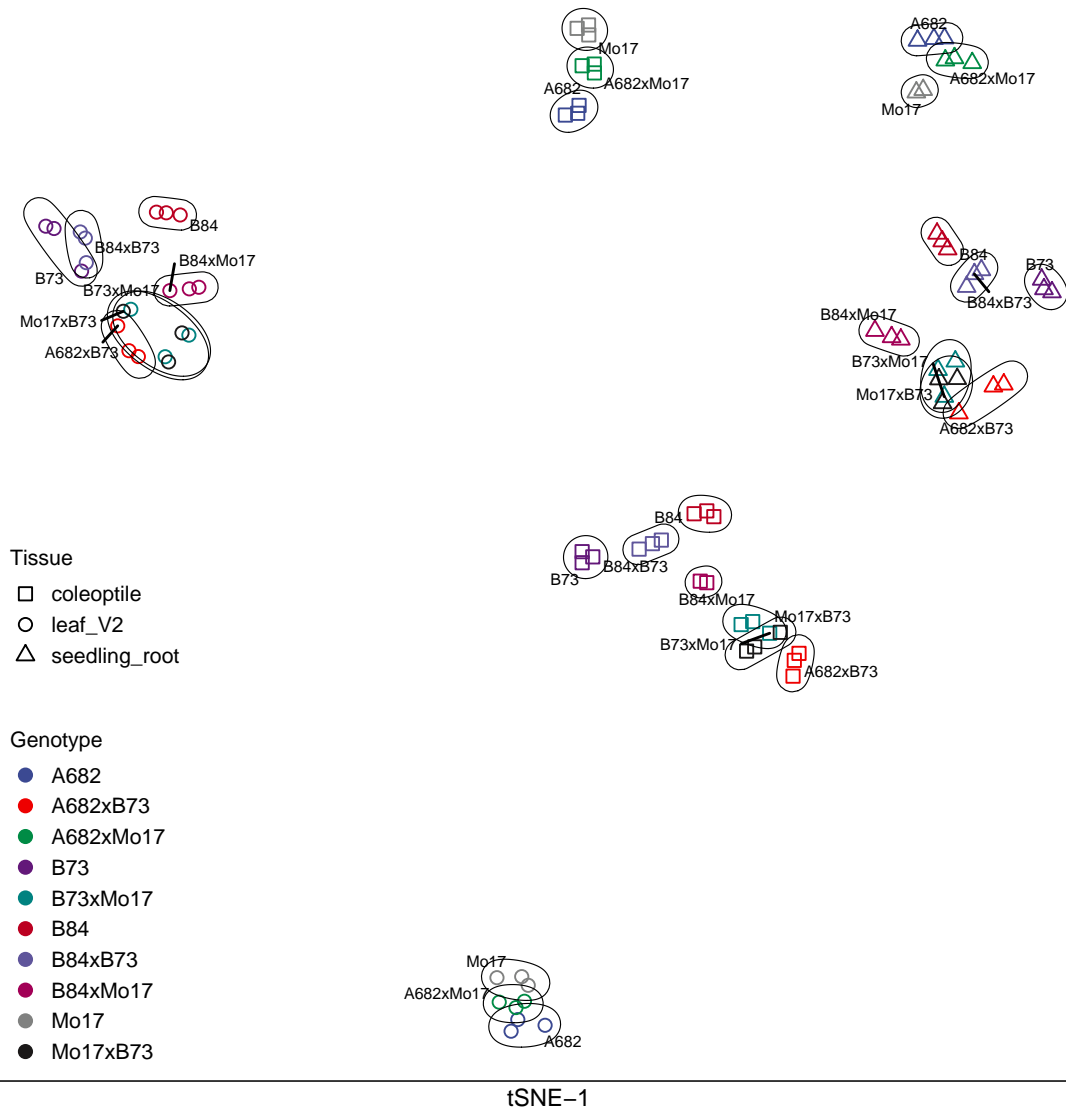 A682
Mo17
A682xMo17
A682
A682xMo17
Mo17
B84
B84xB73
B84xMo17
B73
B73xMo17
Mo17xB73
A682xB73
B84
B73
B84xB73
B84xMo17
B73xMo17
Mo17xB73
A682xB73
B84
B84xB73
B73
B84xMo17
Mo17xB73
B73xMo17
A682xB73
Tissue
coleoptile
leaf_V2
seedling_root
Genotype
A682
A682xB73
A682xMo17
B73
B73xMo17
B84
B84xB73
B84xMo17
Mo17
Mo17xB73
Mo17
A682xMo17
A682
tSNE−1